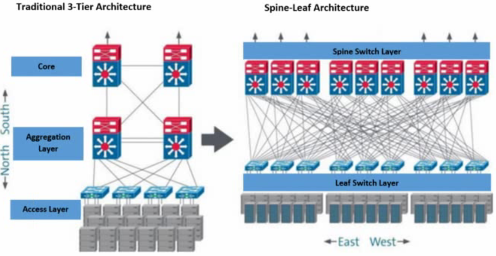 Traditional 3-Tier Architecture
Spine-Leaf Architecture
Core
Aggregation
Layer
Access Layer
North South
Spine Switch Layer
Leaf Switch Layer
East West